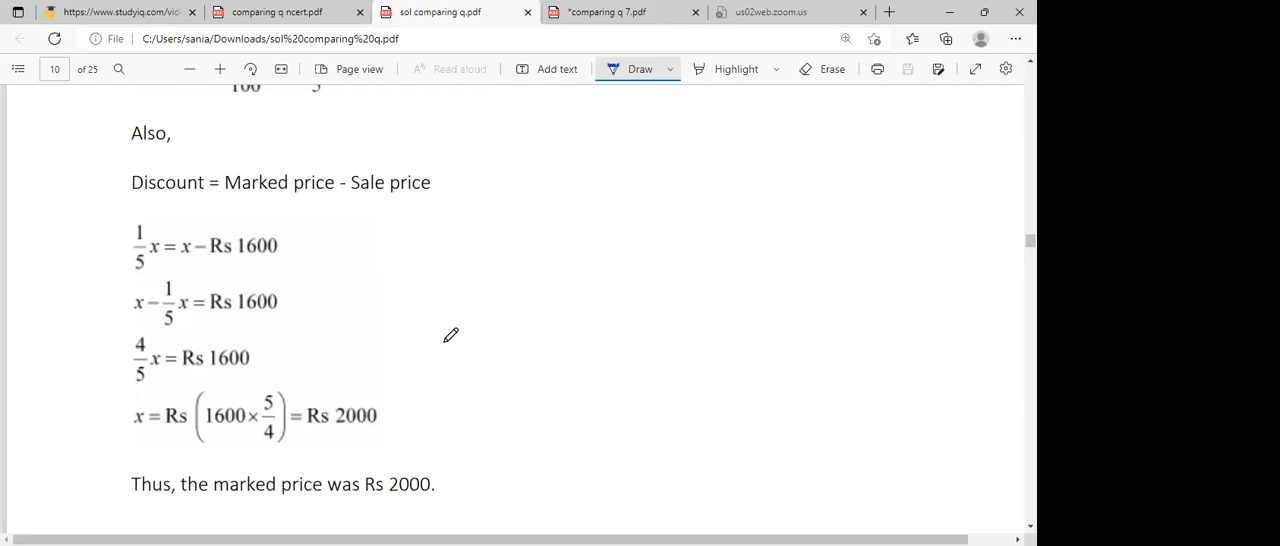 https://www.studyiq.com/vid
comparing q ncert.pdf
sol comparing q.pdf
*comparing q 7.pdf
us02web.zoom.us
File
C:/Users/sania/Downloads/sol%20comparing%20q.pdf
10 of 25
Page view
Read aloud
Add text
Draw
Highlight
Erase
Also,
Discount = Marked price - Sale price
1/5 x = x − Rs 1600
x − 1/5 x = Rs 1600
4/5 x = Rs 1600
x = Rs (1600 × 5/4) = Rs 2000
Thus, the marked price was Rs 2000.